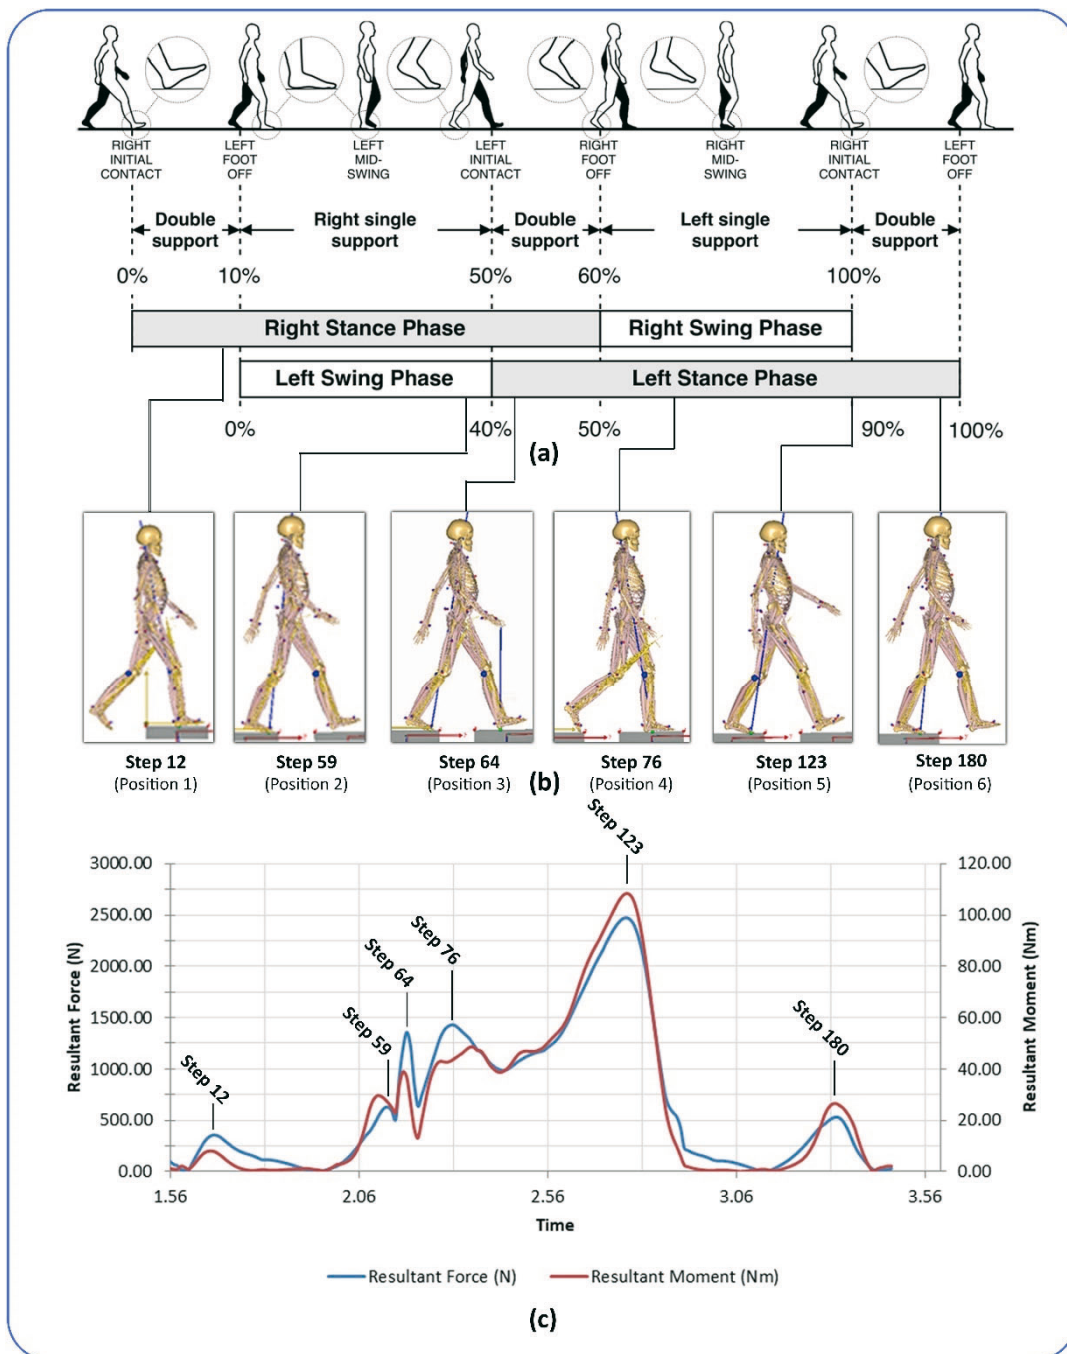 RIGHT INITIAL CONTACT
LEFT FOOT OFF
LEFT MID-SWING
LEFT INITIAL CONTACT
RIGHT FOOT OFF
RIGHT MID-SWING
RIGHT INITIAL CONTACT
LEFT FOOT OFF
Double support
Right single support
Double support
Left single support
Double support
0% 10% 50% 60% 100%
Right Stance Phase Right Swing Phase
Left Swing Phase Left Stance Phase
0% 40% 50% 90% 100%
(a)
Step 12 Step 59 Step 64 Step 76 Step 123 Step 180
(Position 1) (Position 2) (Position 3) (Position 4) (Position 5) (Position 6)
(b)
Step 123
Step 76
Step 64
Step 59
Step 12
Step 180
Resultant Force (N)
3000.00
2500.00
2000.00
1500.00
1000.00
500.00
0.00
120.00
100.00
80.00
60.00
40.00
20.00
0.00
Resultant Moment (Nm)
1.56 2.06 2.56 3.06 3.56
Time
Resultant Force (N) Resultant Moment (Nm)
(c)